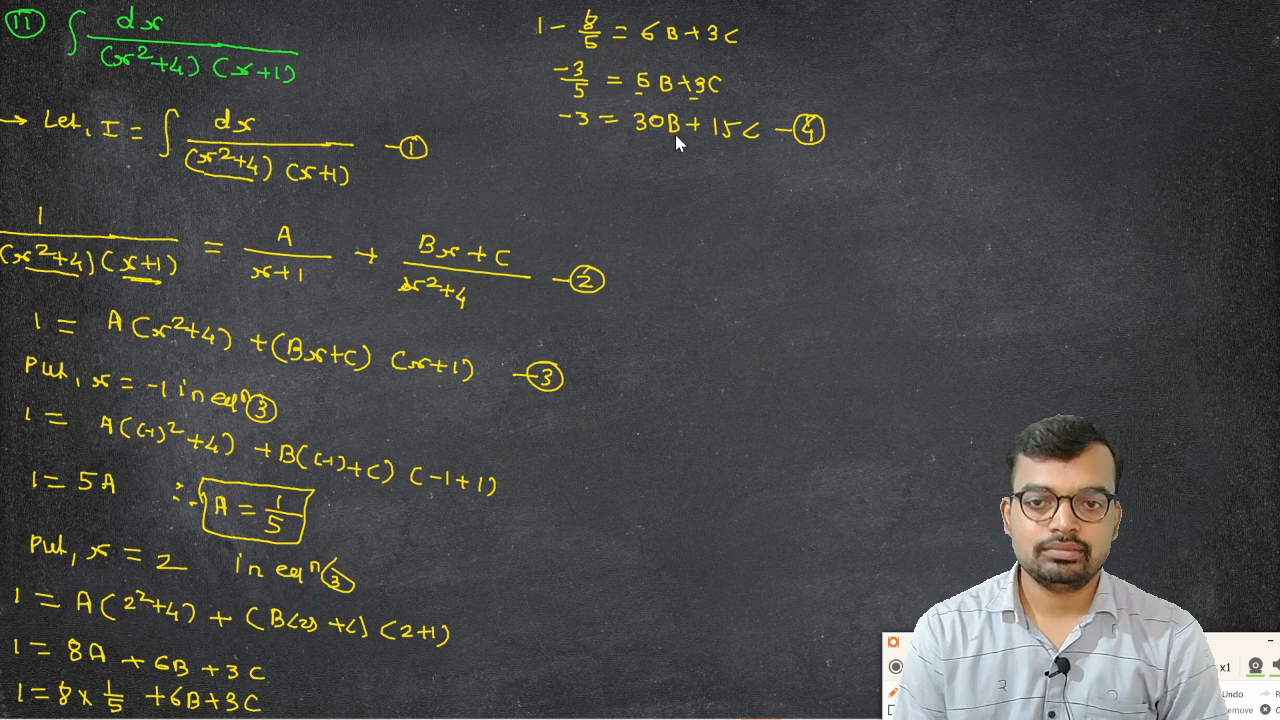 11 ∫ dx / (x²+4) (x+1)
→ Let, I = ∫ dx / (x²+4) (x+1) —①
1 / (x²+4) (x+1) = A / x+1 + Bx + C / x²+4 —②
1 = A(x²+4) + (Bx+C) (x+1) —③
Put, x = -1 in eqⁿ ③
1 = A((-1)²+4) + B((-1)+C) (-1+1)
1 = 5A ∴ A = 1/5
Put, x = 2 in eqⁿ ③
1 = A(2²+4) + (B(2)+C) (2+1)
1 = 8A + 6B + 3C
1 = 8 × 1/5 + 6B + 3C
1 - 8/5 = 6B + 3C
-3/5 = 6B + 3C
-3 = 30B + 15C —④
x1
Undo